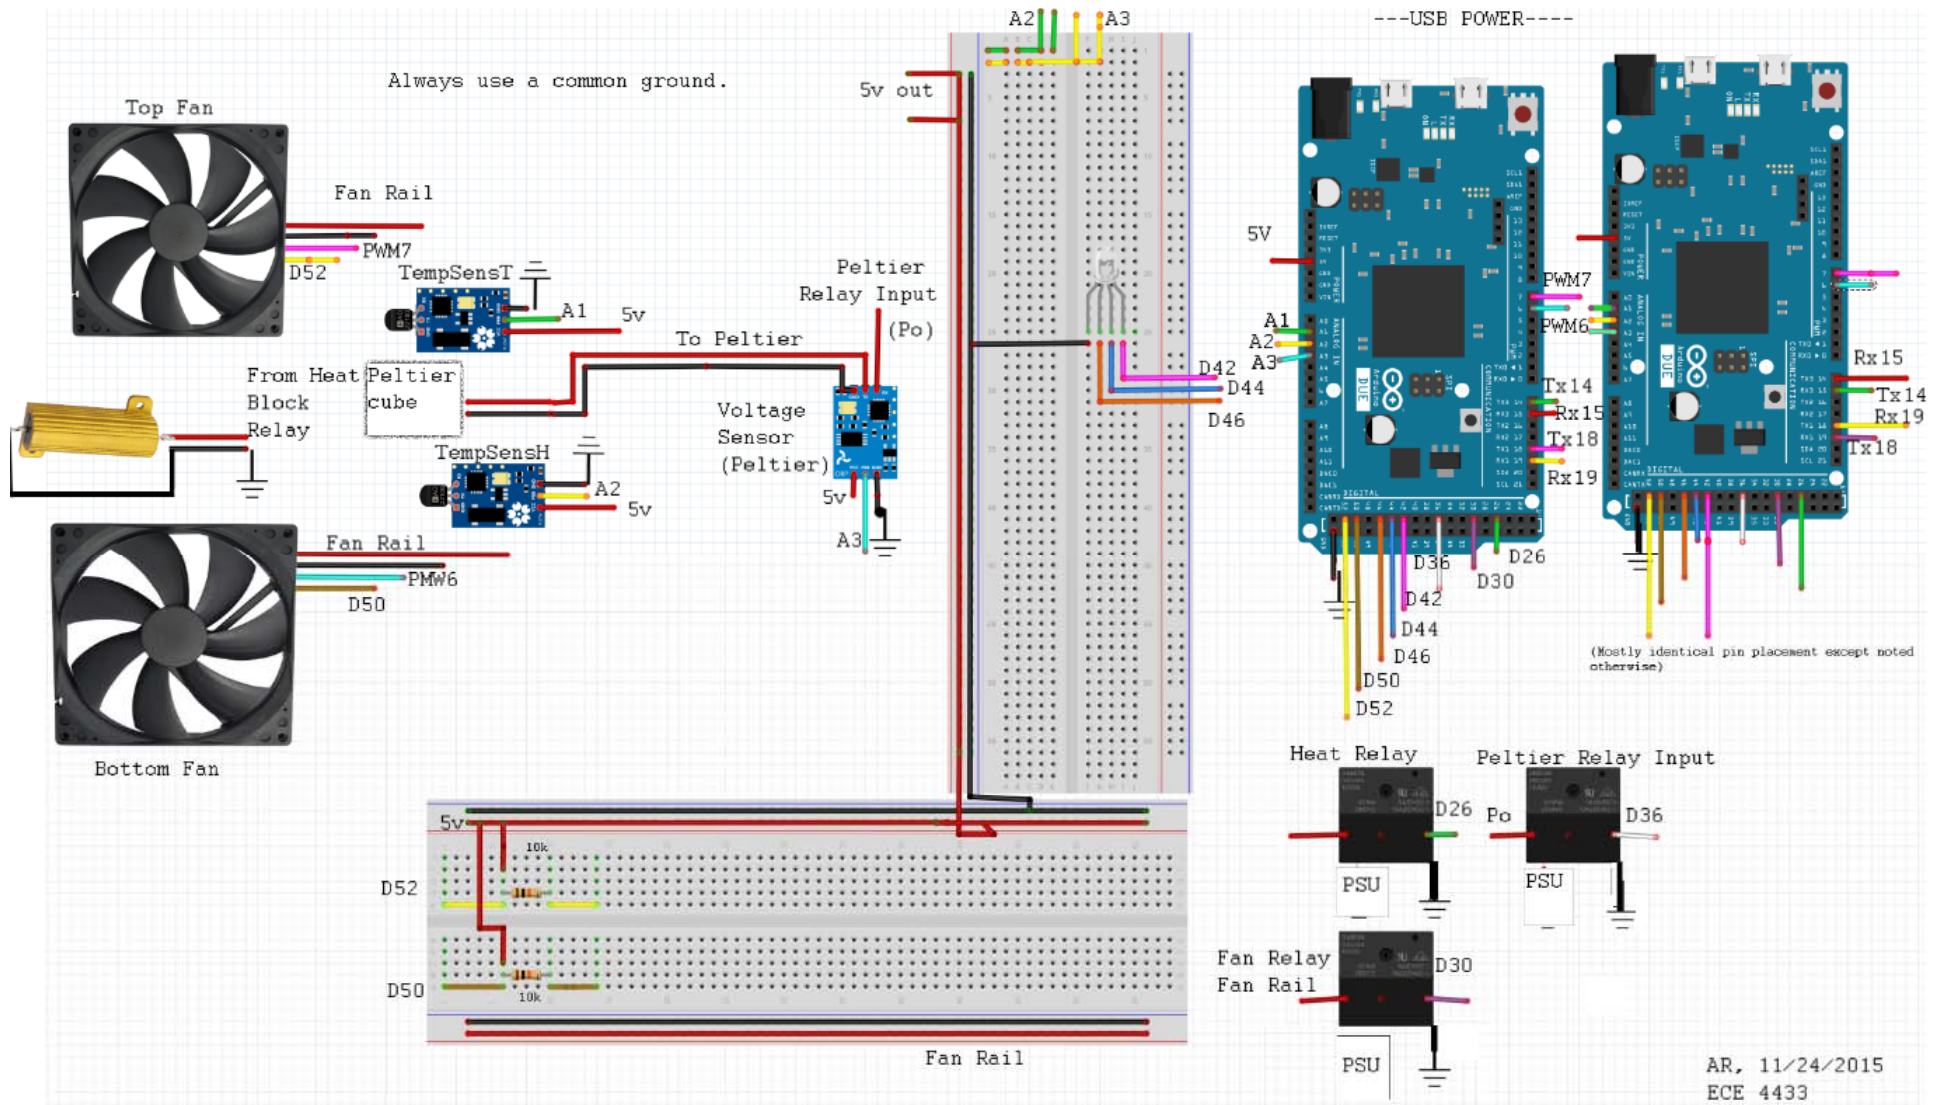 ---USB POWER----
A2
A3
Always use a common ground.
5v out
Top Fan
Fan Rail
PWM7
D52
TempSensT
A1
5v
Peltier
Relay Input
(Po)
To Peltier
From Heat
Block
Relay
Peltier
cube
Voltage
Sensor
(Peltier)
5v
A3
TempSensH
A2
5v
Fan Rail
PMW6
D50
Bottom Fan
D42
D44
D46
5V
A1
A2
A3
PWM7
PWM6
Tx14
Rx15
Tx18
Rx19
D26
D36
D30
D42
D44
D46
D50
D52
Rx15
Tx14
Rx19
Tx18
(Mostly identical pin placement except noted
otherwise)
Heat Relay
D26
PSU
Peltier Relay Input
Po
D36
PSU
Fan Relay
Fan Rail
D30
PSU
5v
10k
D52
D50
10k
Fan Rail
AR, 11/24/2015
ECE 4433